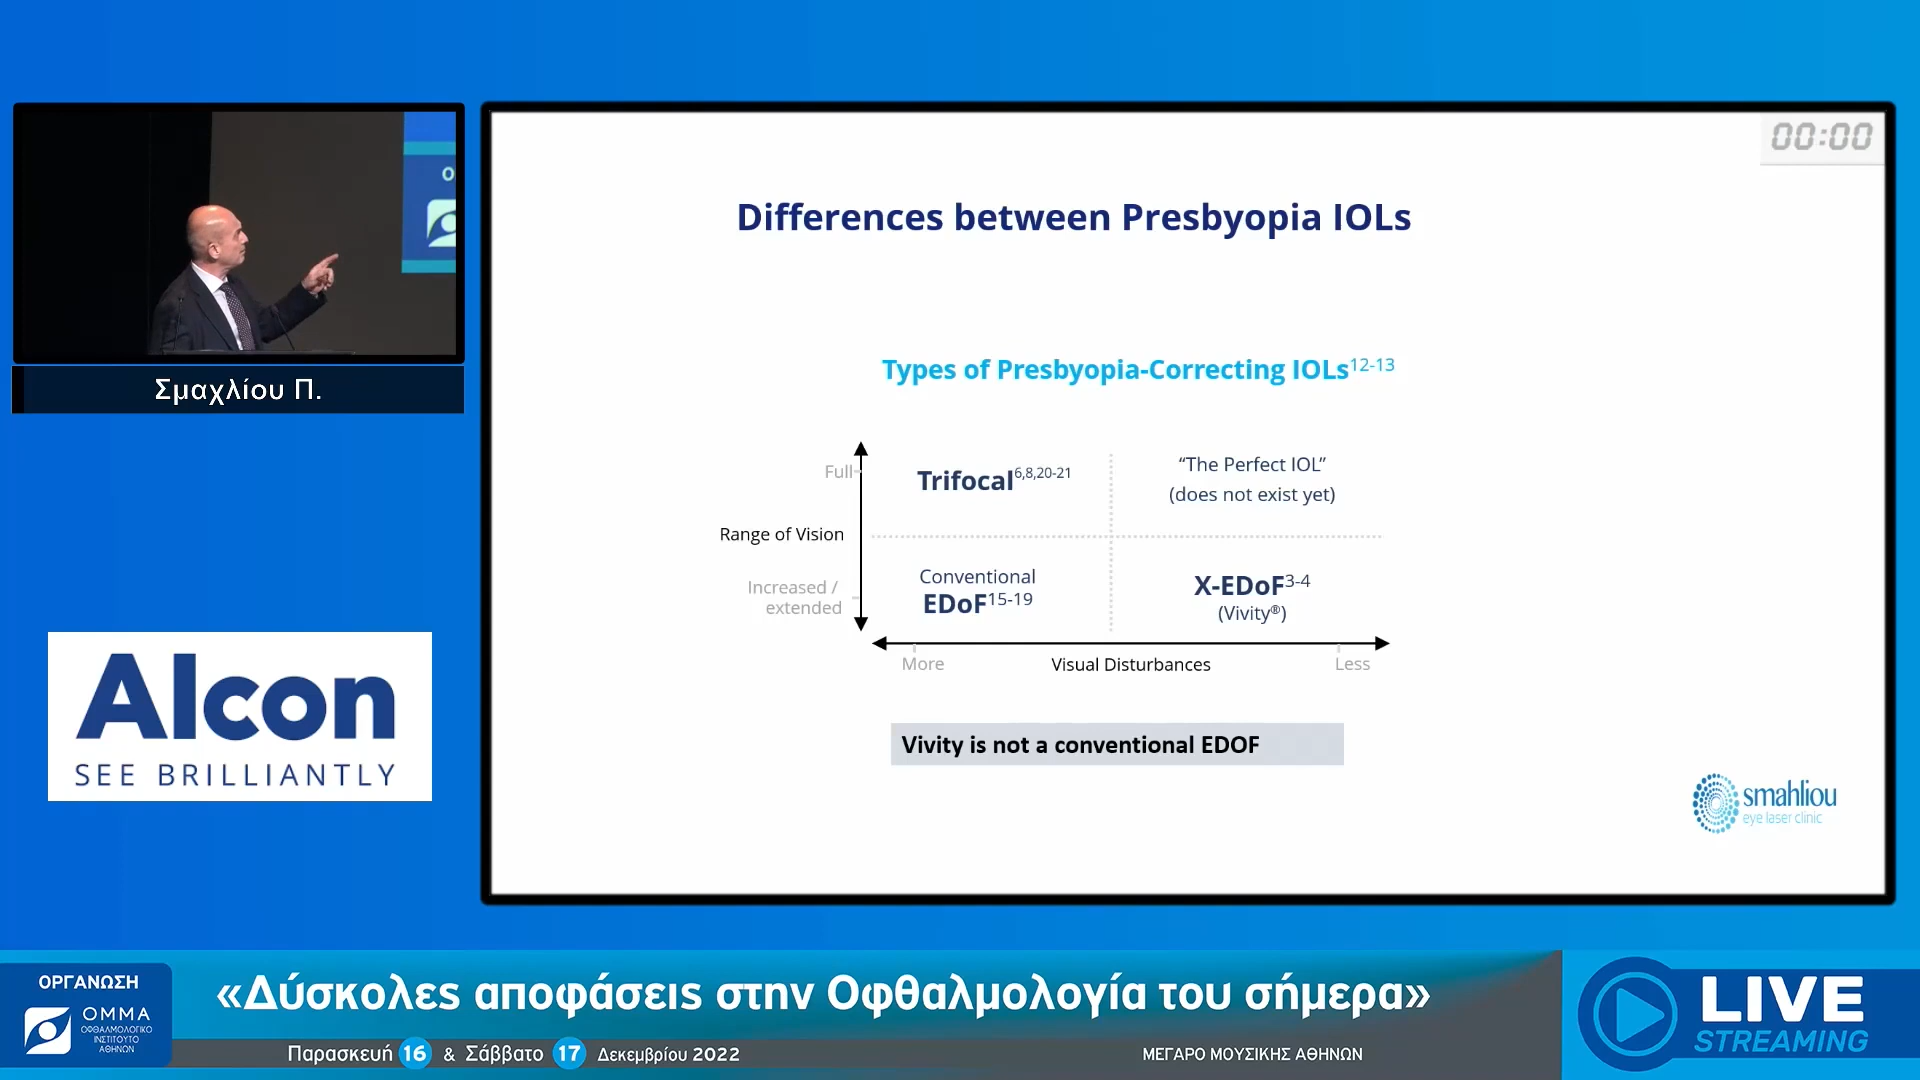 00:00
Differences between Presbyopia IOLs
Types of Presbyopia-Correcting IOLs12-13
Full
Trifocal6,8,20-21
“The Perfect IOL”
(does not exist yet)
Range of Vision
Increased /
extended
Conventional
EDoF15-19
X-EDoF3-4
(Vivity®)
More
Visual Disturbances
Less
Vivity is not a conventional EDOF
smahliou
eye laser clinic
Ο
Σμαχλίου Π.
Alcon
SEE BRILLIANTLY
ΟΡΓΑΝΩΣΗ
ΟΜΜΑ
ΟΦΘΑΛΜΟΛΟΓΙΚΟ
ΙΝΣΤΙΤΟΥΤΟ
ΑΘΗΝΩΝ
«Δύσκολες αποφάσεις στην Οφθαλμολογία του σήμερα»
Παρασκευή 16 & Σάββατο 17 Δεκεμβρίου 2022
ΜΕΓΑΡΟ ΜΟΥΣΙΚΗΣ ΑΘΗΝΩΝ
LIVE
STREAMING